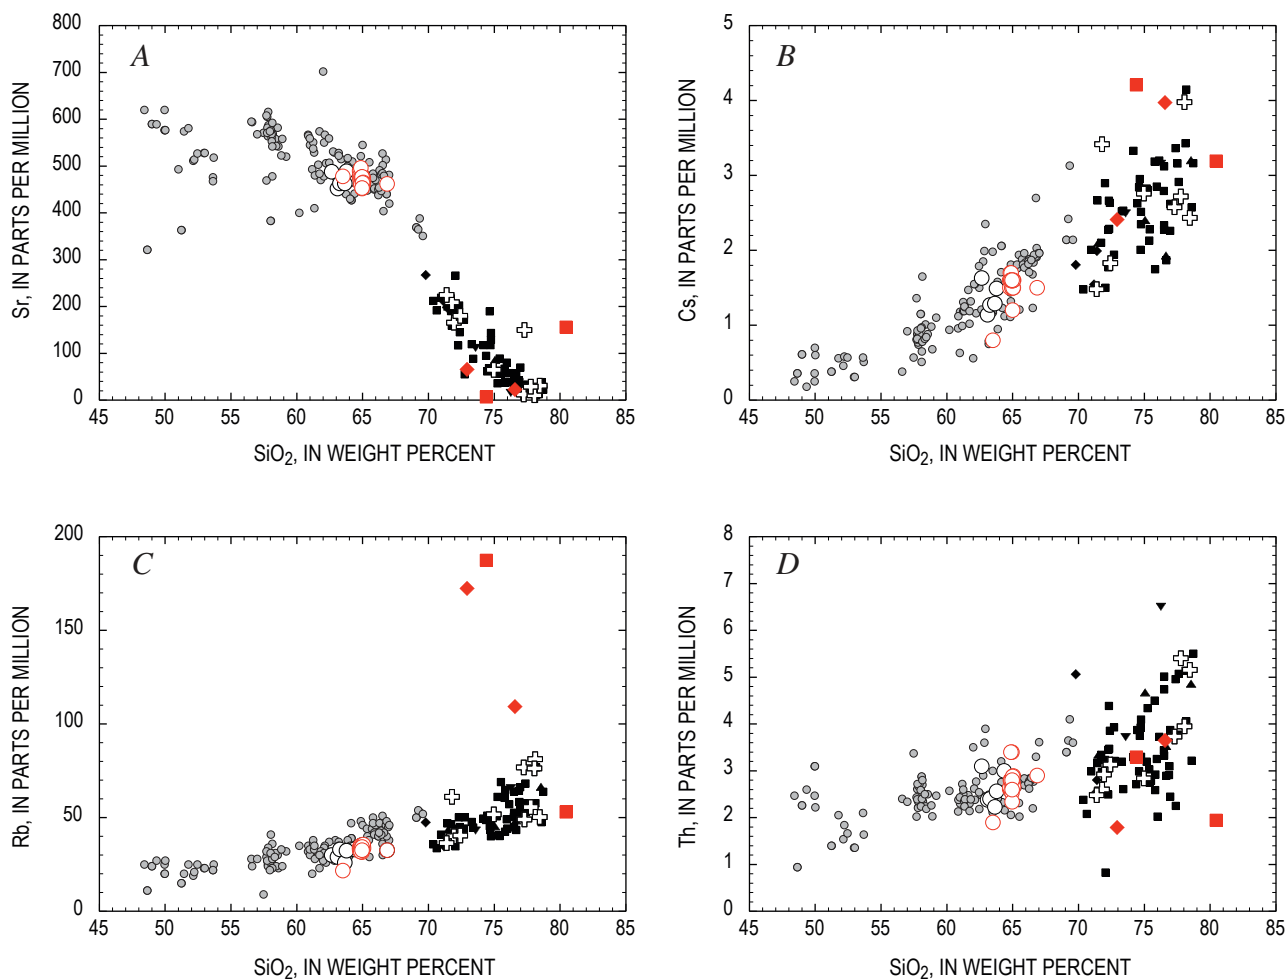 A
Sr, IN PARTS PER MILLION
800
700
600
500
400
300
200
100
0
45 50 55 60 65 70 75 80 85
SiO₂, IN WEIGHT PERCENT
B
Cs, IN PARTS PER MILLION
5
4
3
2
1
0
45 50 55 60 65 70 75 80 85
SiO₂, IN WEIGHT PERCENT
C
Rb, IN PARTS PER MILLION
200
150
100
50
0
45 50 55 60 65 70 75 80 85
SiO₂, IN WEIGHT PERCENT
D
Th, IN PARTS PER MILLION
8
7
6
5
4
3
2
1
0
45 50 55 60 65 70 75 80 85
SiO₂, IN WEIGHT PERCENT